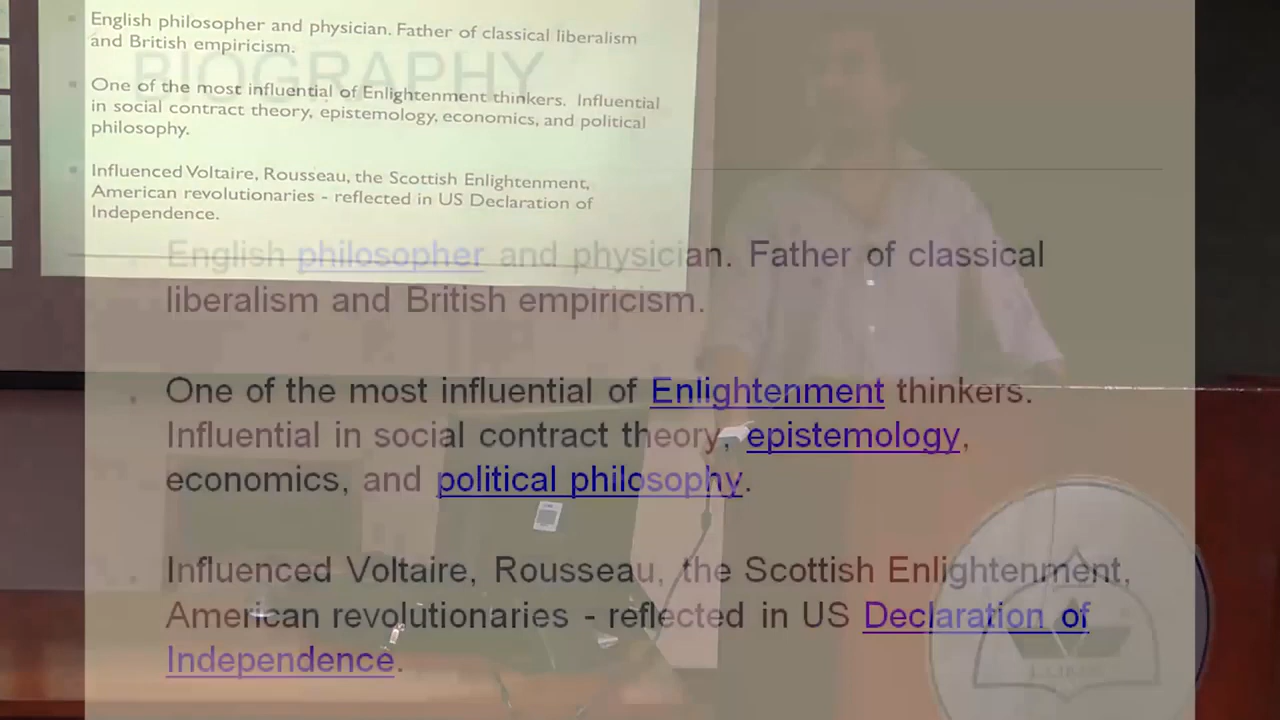 English philosopher and physician. Father of classical liberalism
and British empiricism.
BIOGRAPHY
One of the most influential of Enlightenment thinkers. Influential
in social contract theory, epistemology, economics, and political
philosophy.
Influenced Voltaire, Rousseau, the Scottish Enlightenment,
American revolutionaries - reflected in US Declaration of
Independence.
English philosopher and physician. Father of classical
liberalism and British empiricism.
One of the most influential of Enlightenment thinkers.
Influential in social contract theory, epistemology,
economics, and political philosophy.
Influenced Voltaire, Rousseau, the Scottish Enlightenment,
American revolutionaries - reflected in US Declaration of
Independence.